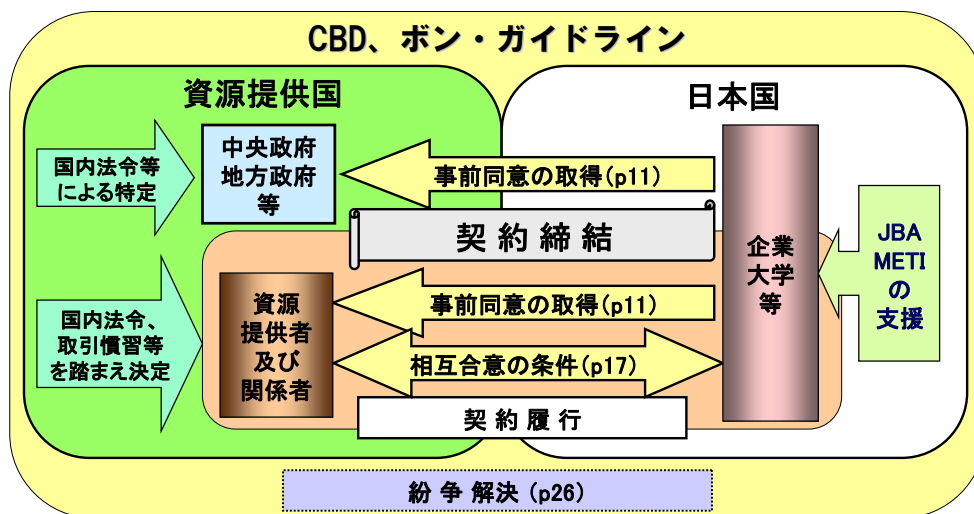 CBD、ボン・ガイドライン
資源提供国
日本国
国内法令等
による特定
中央政府
地方政府
等
事前同意の取得(p11)
契約締結
企業
大学
等
JBA
METI
の
支援
国内法令、
取引慣習等
を踏まえ決定
資源
提供者
及び
関係者
事前同意の取得(p11)
相互合意の条件(p17)
契約履行
紛争解決 (p26)